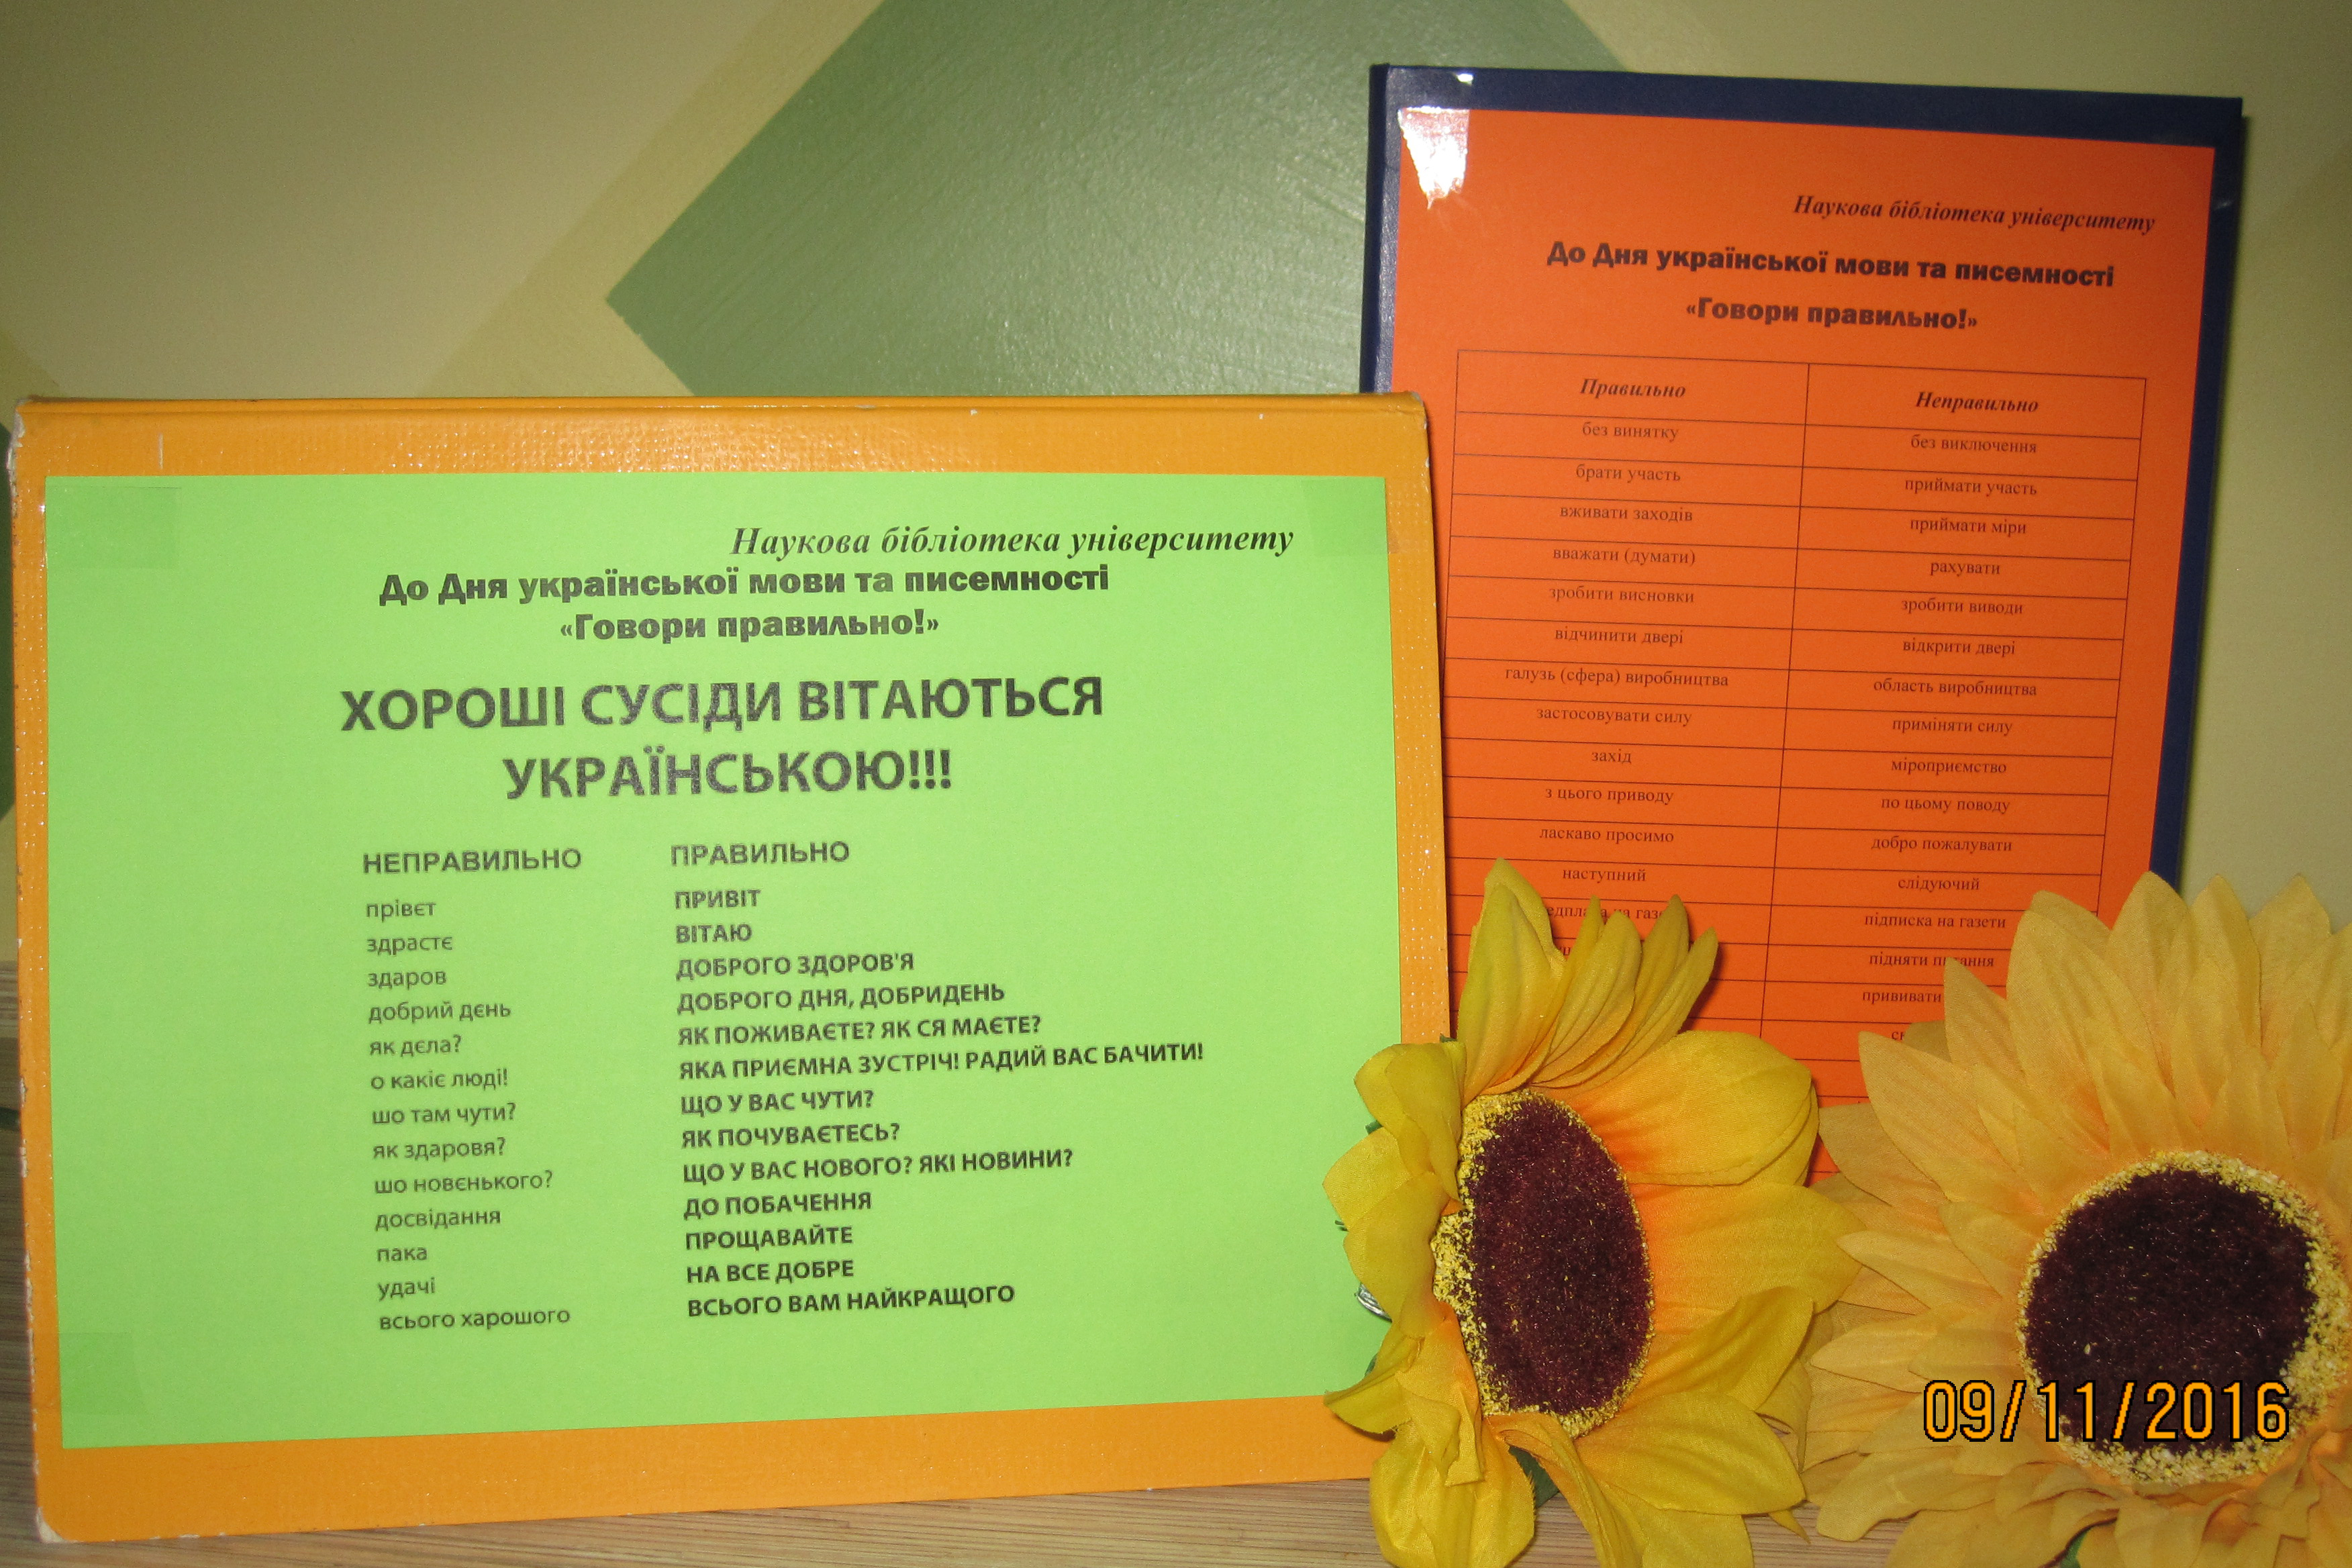 Наукова бібліотека університету
До Дня української мови та писемності
«Говори правильно!»
ХОРОШІ СУСІДИ ВІТАЮТЬСЯ
УКРАЇНСЬКОЮ!!!
НЕПРАВИЛЬНО ПРАВИЛЬНО
прівєт ПРИВІТ
здрастє ВІТАЮ
здаров ДОБРОГО ЗДОРОВ'Я
добрий дєнь ДОБРОГО ДНЯ, ДОБРИДЕНЬ
як дєла? ЯК ПОЖИВАЄТЕ? ЯК СЯ МАЄТЕ?
о какіє люді! ЯКА ПРИЄМНА ЗУСТРІЧ! РАДИЙ ВАС БАЧИТИ!
шо там чути? ЩО У ВАС ЧУТИ?
як здаровя? ЯК ПОЧУВАЄТЕСЬ?
шо новєнького? ЩО У ВАС НОВОГО? ЯКІ НОВИНИ?
досвідання ДО ПОБАЧЕННЯ
пака ПРОЩАВАЙТЕ
удачі НА ВСЕ ДОБРЕ
всього харошого ВСЬОГО ВАМ НАЙКРАЩОГО
Наукова бібліотека університету
До Дня української мови та писемності
«Говори правильно!»
Правильно Неправильно
без винятку без виключення
брати участь приймати участь
вживати заходів приймати міри
вважати (думати) рахувати
зробити висновки зробити виводи
відчинити двері відкрити двері
галузь (сфера) виробництва область виробництва
застосовувати силу приміняти силу
захід міроприємство
з цього приводу по цьому поводу
ласкаво просимо добро пожалувати
наступний слідуючий
підписка на газети
підняти
прививати
09/11/2016